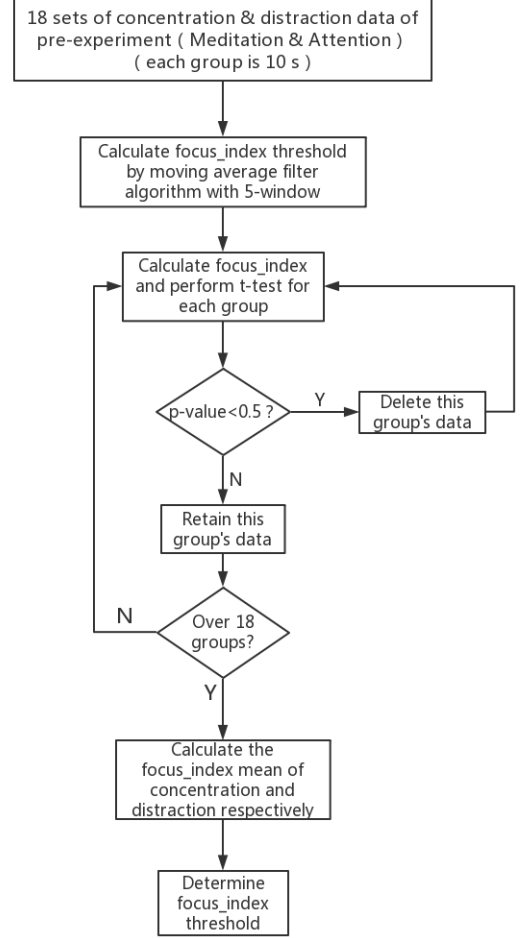 18 sets of concentration & distraction data of
pre-experiment ( Meditation & Attention )
( each group is 10 s )
Calculate focus_index threshold
by moving average filter
algorithm with 5-window
Calculate focus_index
and perform t-test for
each group
p-value<0.5 ?
Y
Delete this
group's data
N
Retain this
group's data
Over 18
groups?
N
Y
Calculate the
focus_index mean of
concentration and
distraction respectively
Determine
focus_index
threshold